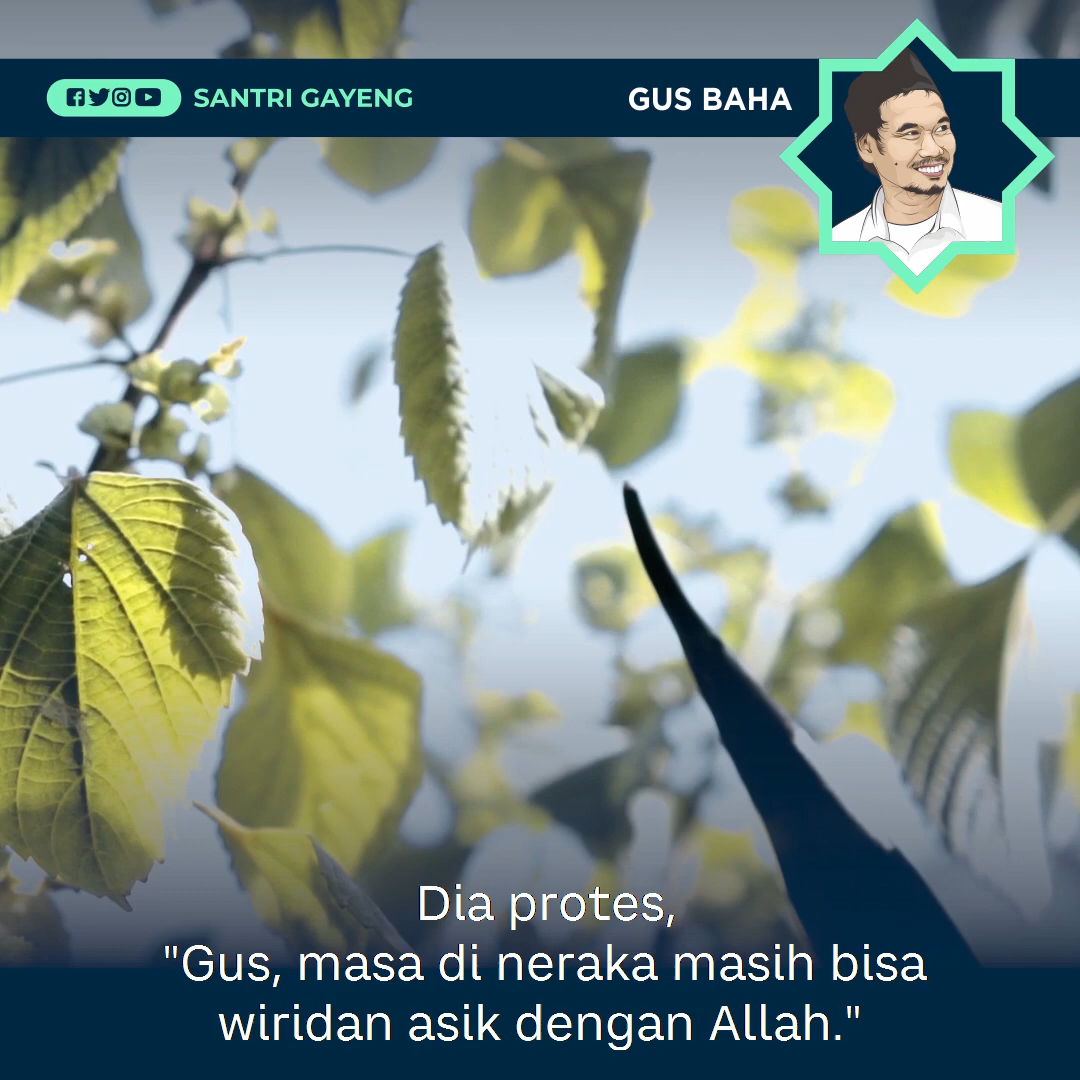 SANTRI GAYENG
GUS BAHA
Dia protes,
"Gus, masa di neraka masih bisa
wiridan asik dengan Allah."